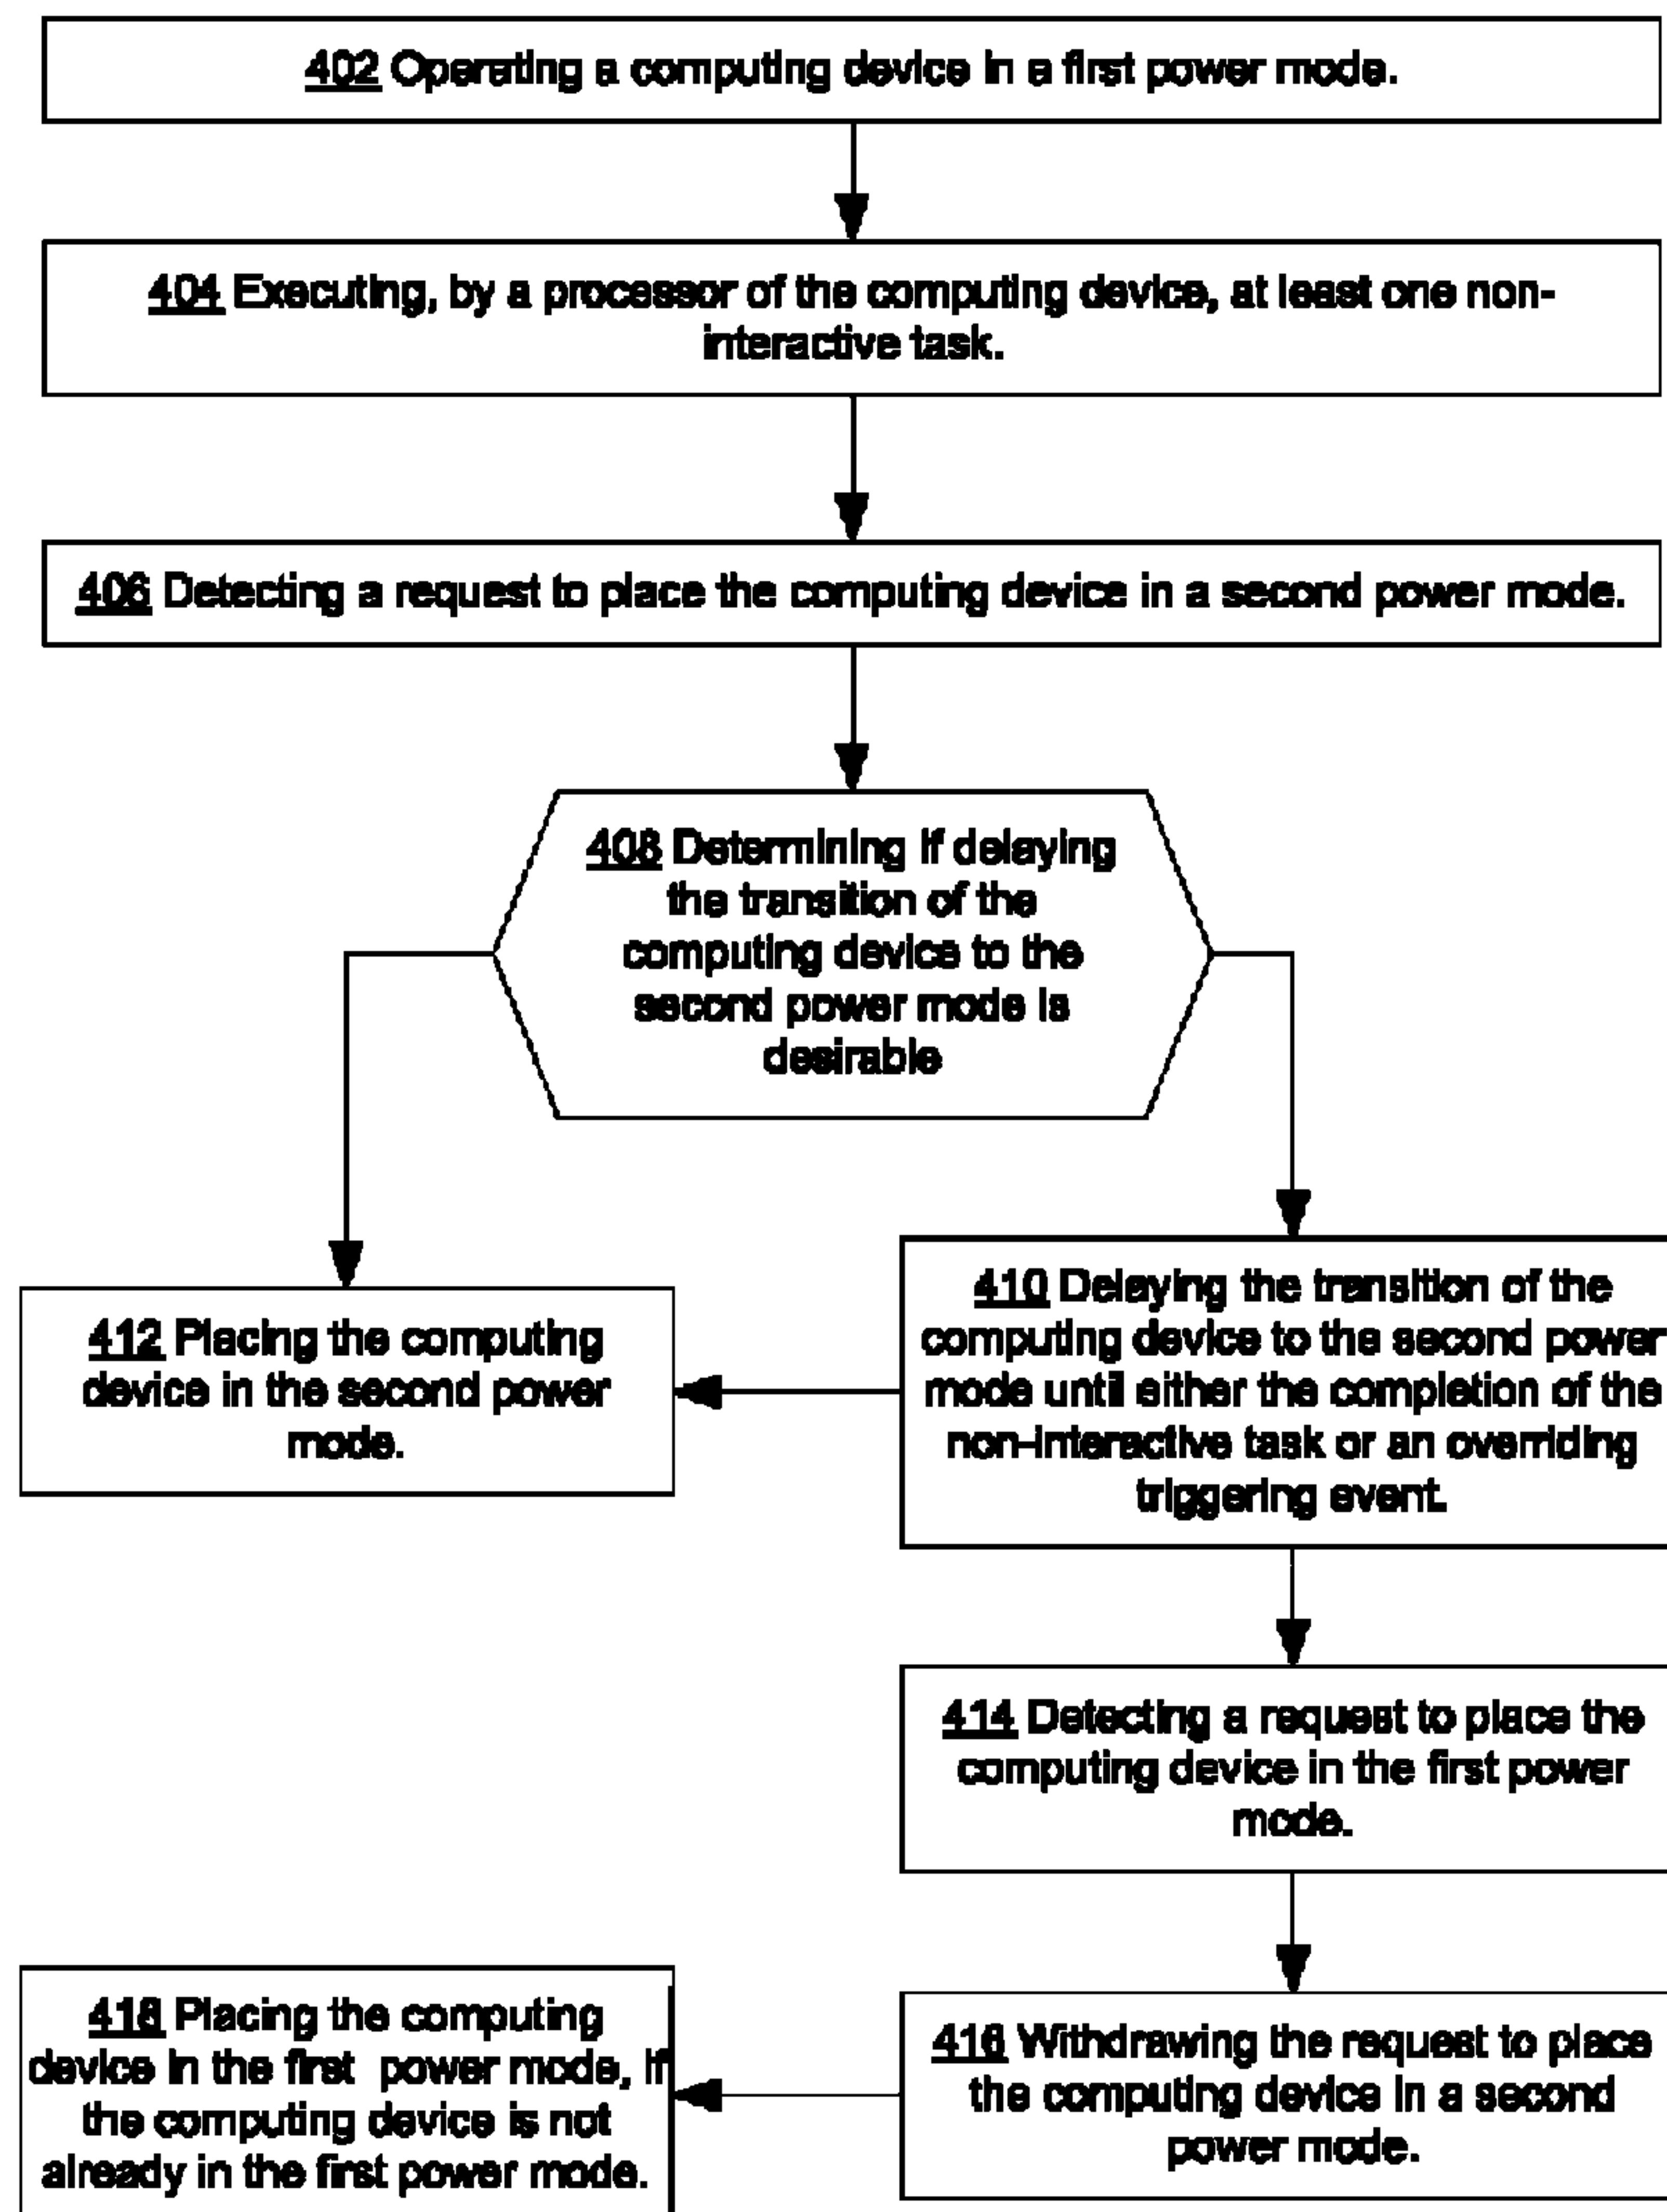 402 Operating a computing device in a first power mode.
404 Executing, by a processor of the computing device, at least one non-
interactive task.
406 Detecting a request to place the computing device in a second power mode.
408 Determining if delaying
the transition of the
computing device to the
second power mode is
desirable
410 Delaying the transition of the
computing device to the second power
mode until either the completion of the
non-interactive task or an overriding
triggering event.
412 Placing the computing
device in the second power
mode.
414 Detecting a request to place the
computing device in the first power
mode.
416 Withdrawing the request to place
the computing device in a second
power mode.
418 Placing the computing
device in the first power mode, if
the computing device is not
already in the first power mode.